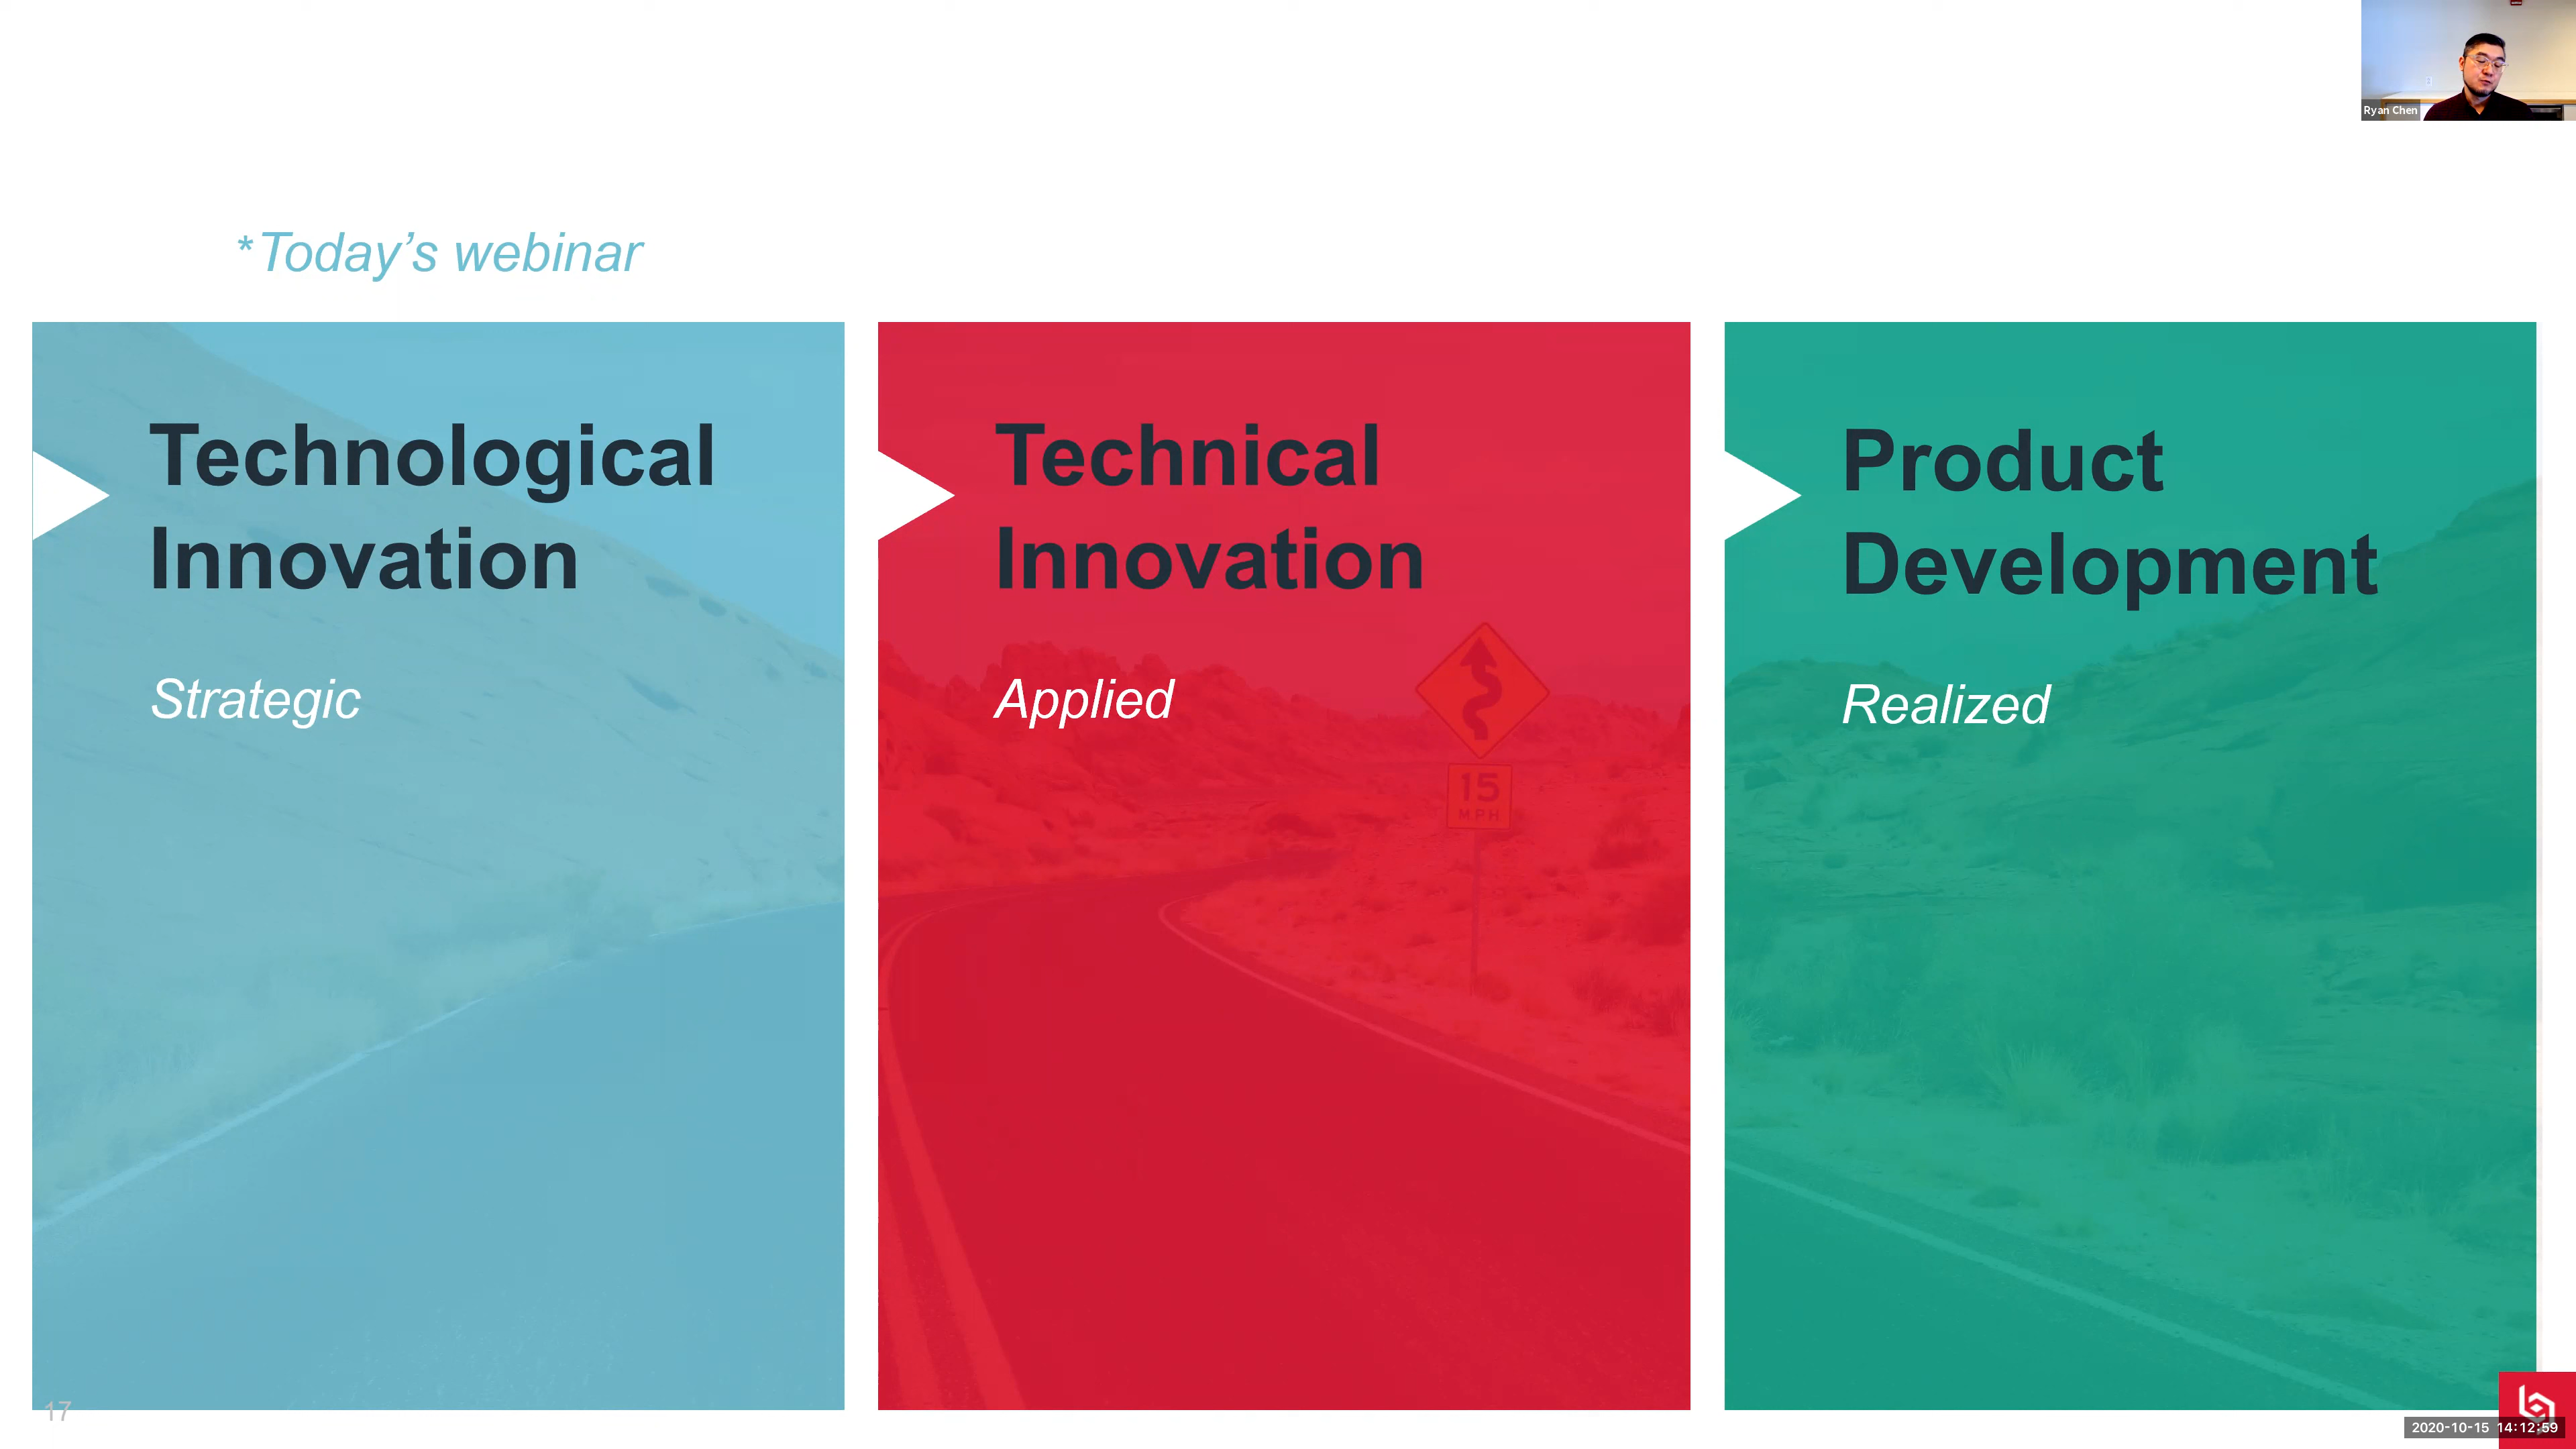 Ryan Chen
*Today’s webinar
Technological
Innovation
Strategic
Technical
Innovation
Applied
15
MPH
Product
Development
Realized
17
2020-10-15 14:12:59